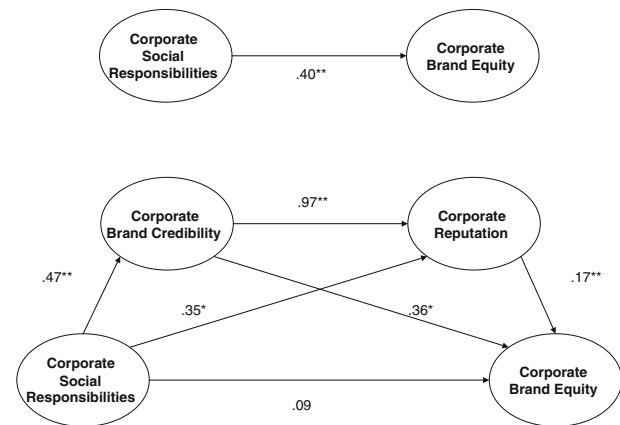 Corporate
Social
Responsibilities
Corporate
Brand Equity
.40**
Corporate
Brand Credibility
.97**
Corporate
Reputation
.47**
.35*
.36*
.17**
Corporate
Social
Responsibilities
.09
Corporate
Brand Equity